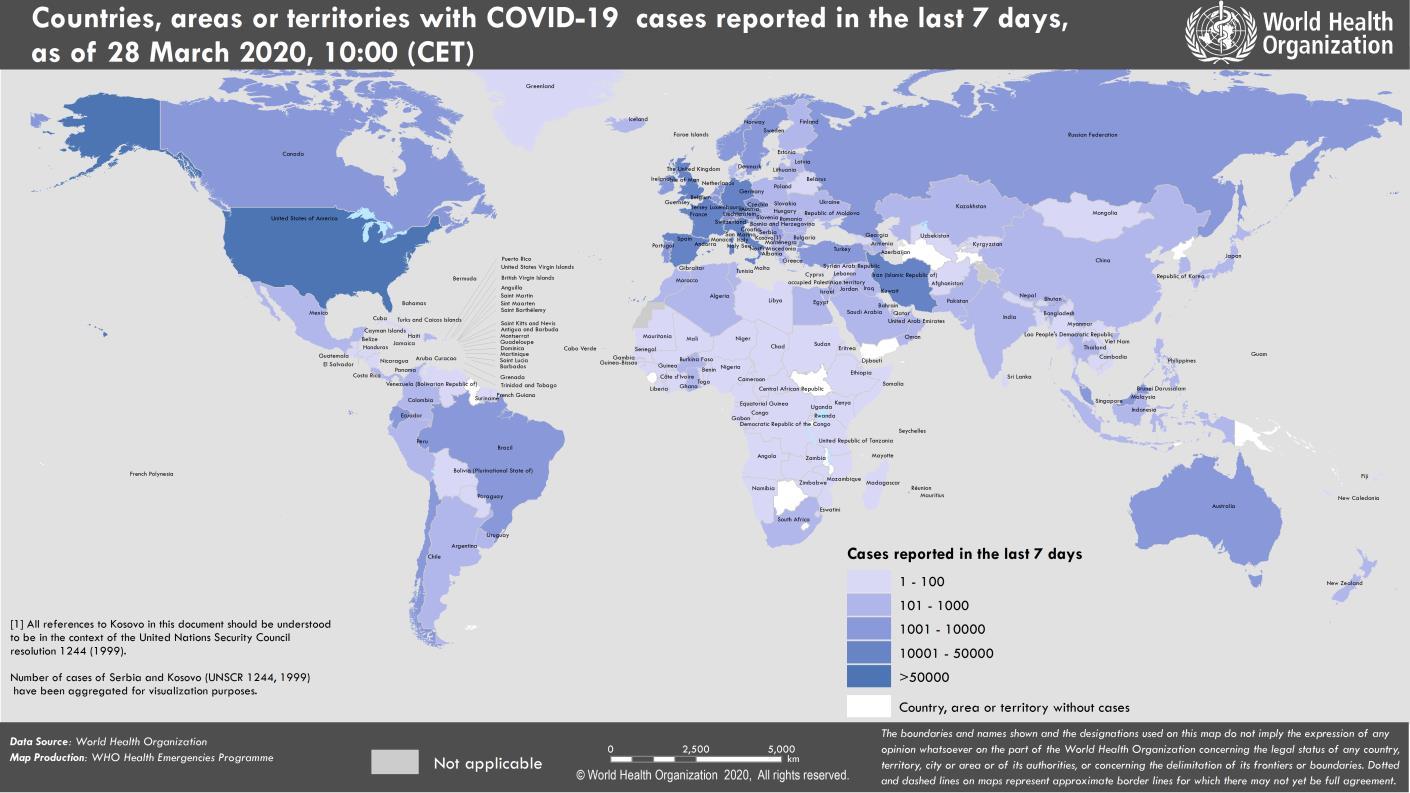 Countries, areas or territories with COVID-19 cases reported in the last 7 days,
as of 28 March 2020, 10:00 (CET)
World Health
Organization
Greenland
Iceland
Faroe Islands
Norway
Finland
Sweden
Russian Federation
Canada
Estonia
Latvia
Lithuania
Denmark
The United Kingdom
Belarus
Netherlands
Poland
Germany
Belgium
Guernsey
Ukraine
Kazakhstan
Mongolia
Slovakia
Hungary
Romania
Republic of Moldova
France
Switzerland
Slovenia
Bosnia and Herzegovina
Serbia
Bulgaria
United States of America
Spain
Portugal
Andorra
Monaco
Italy
Albania
Greece
Georgia
Armenia
Azerbaijan
Uzbekistan
Kyrgyzstan
Turkey
China
Japan
Republic of Korea
Gibraltar
Tunisia
Malta
Cyprus
Syrian Arab Republic
Lebanon
occupied Palestinian territory
Israel
Jordan
Iraq
Iran (Islamic Republic of)
Kuwait
Afghanistan
Morocco
Algeria
Libya
Egypt
Saudi Arabia
Bahrain
Qatar
United Arab Emirates
Oman
Pakistan
Nepal
Bhutan
Bangladesh
India
Myanmar
Lao People's Democratic Republic
Viet Nam
Thailand
Cambodia
Philippines
Guam
Puerto Rico
United States Virgin Islands
Bermuda
British Virgin Islands
Anguilla
Saint Martin
Sint Maarten
Saint Barthélemy
Bahamas
Cuba
Turks and Caicos Islands
Mexico
Cayman Islands
Haiti
Belize
Jamaica
Honduras
Guatemala
El Salvador
Nicaragua
Aruba
Curacao
Costa Rica
Panama
Saint Kitts and Nevis
Antigua and Barbuda
Montserrat
Guadeloupe
Dominica
Martinique
Saint Lucia
Barbados
Grenada
Trinidad and Tobago
Venezuela (Bolivarian Republic of)
Suriname
French Guiana
Colombia
Ecuador
Peru
Brazil
Bolivia (Plurinational State of)
Paraguay
Uruguay
Argentina
Chile
French Polynesia
Cabo Verde
Mauritania
Mali
Niger
Chad
Sudan
Eritrea
Djibouti
Senegal
Gambia
Guinea-Bissau
Guinea
Burkina Faso
Benin
Nigeria
Côte d'Ivoire
Togo
Ghana
Liberia
Cameroon
Central African Republic
Ethiopia
Somalia
Equatorial Guinea
Uganda
Kenya
Congo
Gabon
Rwanda
Democratic Republic of the Congo
United Republic of Tanzania
Seychelles
Angola
Zambia
Mayotte
Namibia
Zimbabwe
Mozambique
Madagascar
Réunion
Mauritius
Eswatini
South Africa
Sri Lanka
Brunei Darussalam
Malaysia
Singapore
Indonesia
Australia
Fiji
New Caledonia
New Zealand
Cases reported in the last 7 days
1 - 100
101 - 1000
1001 - 10000
10001 - 50000
>50000
Country, area or territory without cases
[1] All references to Kosovo in this document should be understood
to be in the context of the United Nations Security Council
resolution 1244 (1999).
Number of cases of Serbia and Kosovo (UNSCR 1244, 1999)
have been aggregated for visualization purposes.
Data Source: World Health Organization
Map Production: WHO Health Emergencies Programme
Not applicable
0 2,500 5,000
km
© World Health Organization 2020, All rights reserved.
The boundaries and names shown and the designations used on this map do not imply the expression of any
opinion whatsoever on the part of the World Health Organization concerning the legal status of any country,
territory, city or area or of its authorities, or concerning the delimitation of its frontiers or boundaries. Dotted
and dashed lines on maps represent approximate border lines for which there may not yet be full agreement.